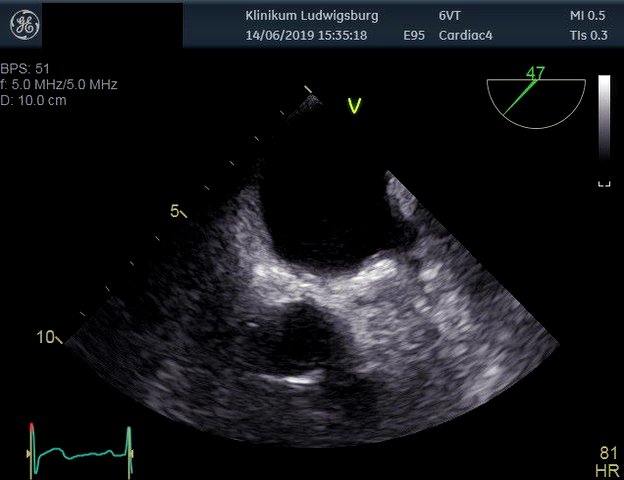 Klinikum Ludwigsburg 6VT MI 0.5
14/06/2019 15:35:18 E95 Cardiac4 TIs 0.3
BPS: 51
f: 5.0 MHz/5.0 MHz
D: 10.0 cm
47
V
5
10
81
HR